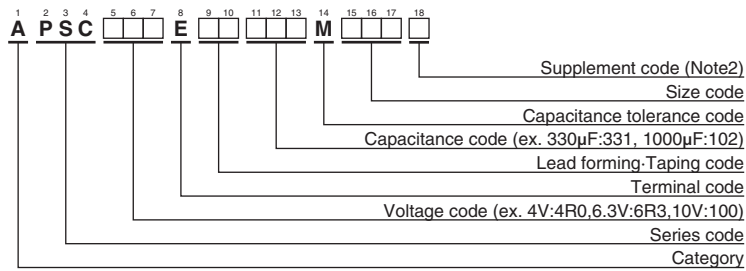 1 2 3 4 5 6 7 8 9 10 11 12 13 14 15 16 17 18
A P S C E M
Supplement code (Note2)
Size code
Capacitance tolerance code
Capacitance code (ex. 330µF:331, 1000µF:102)
Lead forming·Taping code
Terminal code
Voltage code (ex. 4V:4R0,6.3V:6R3,10V:100)
Series code
Category